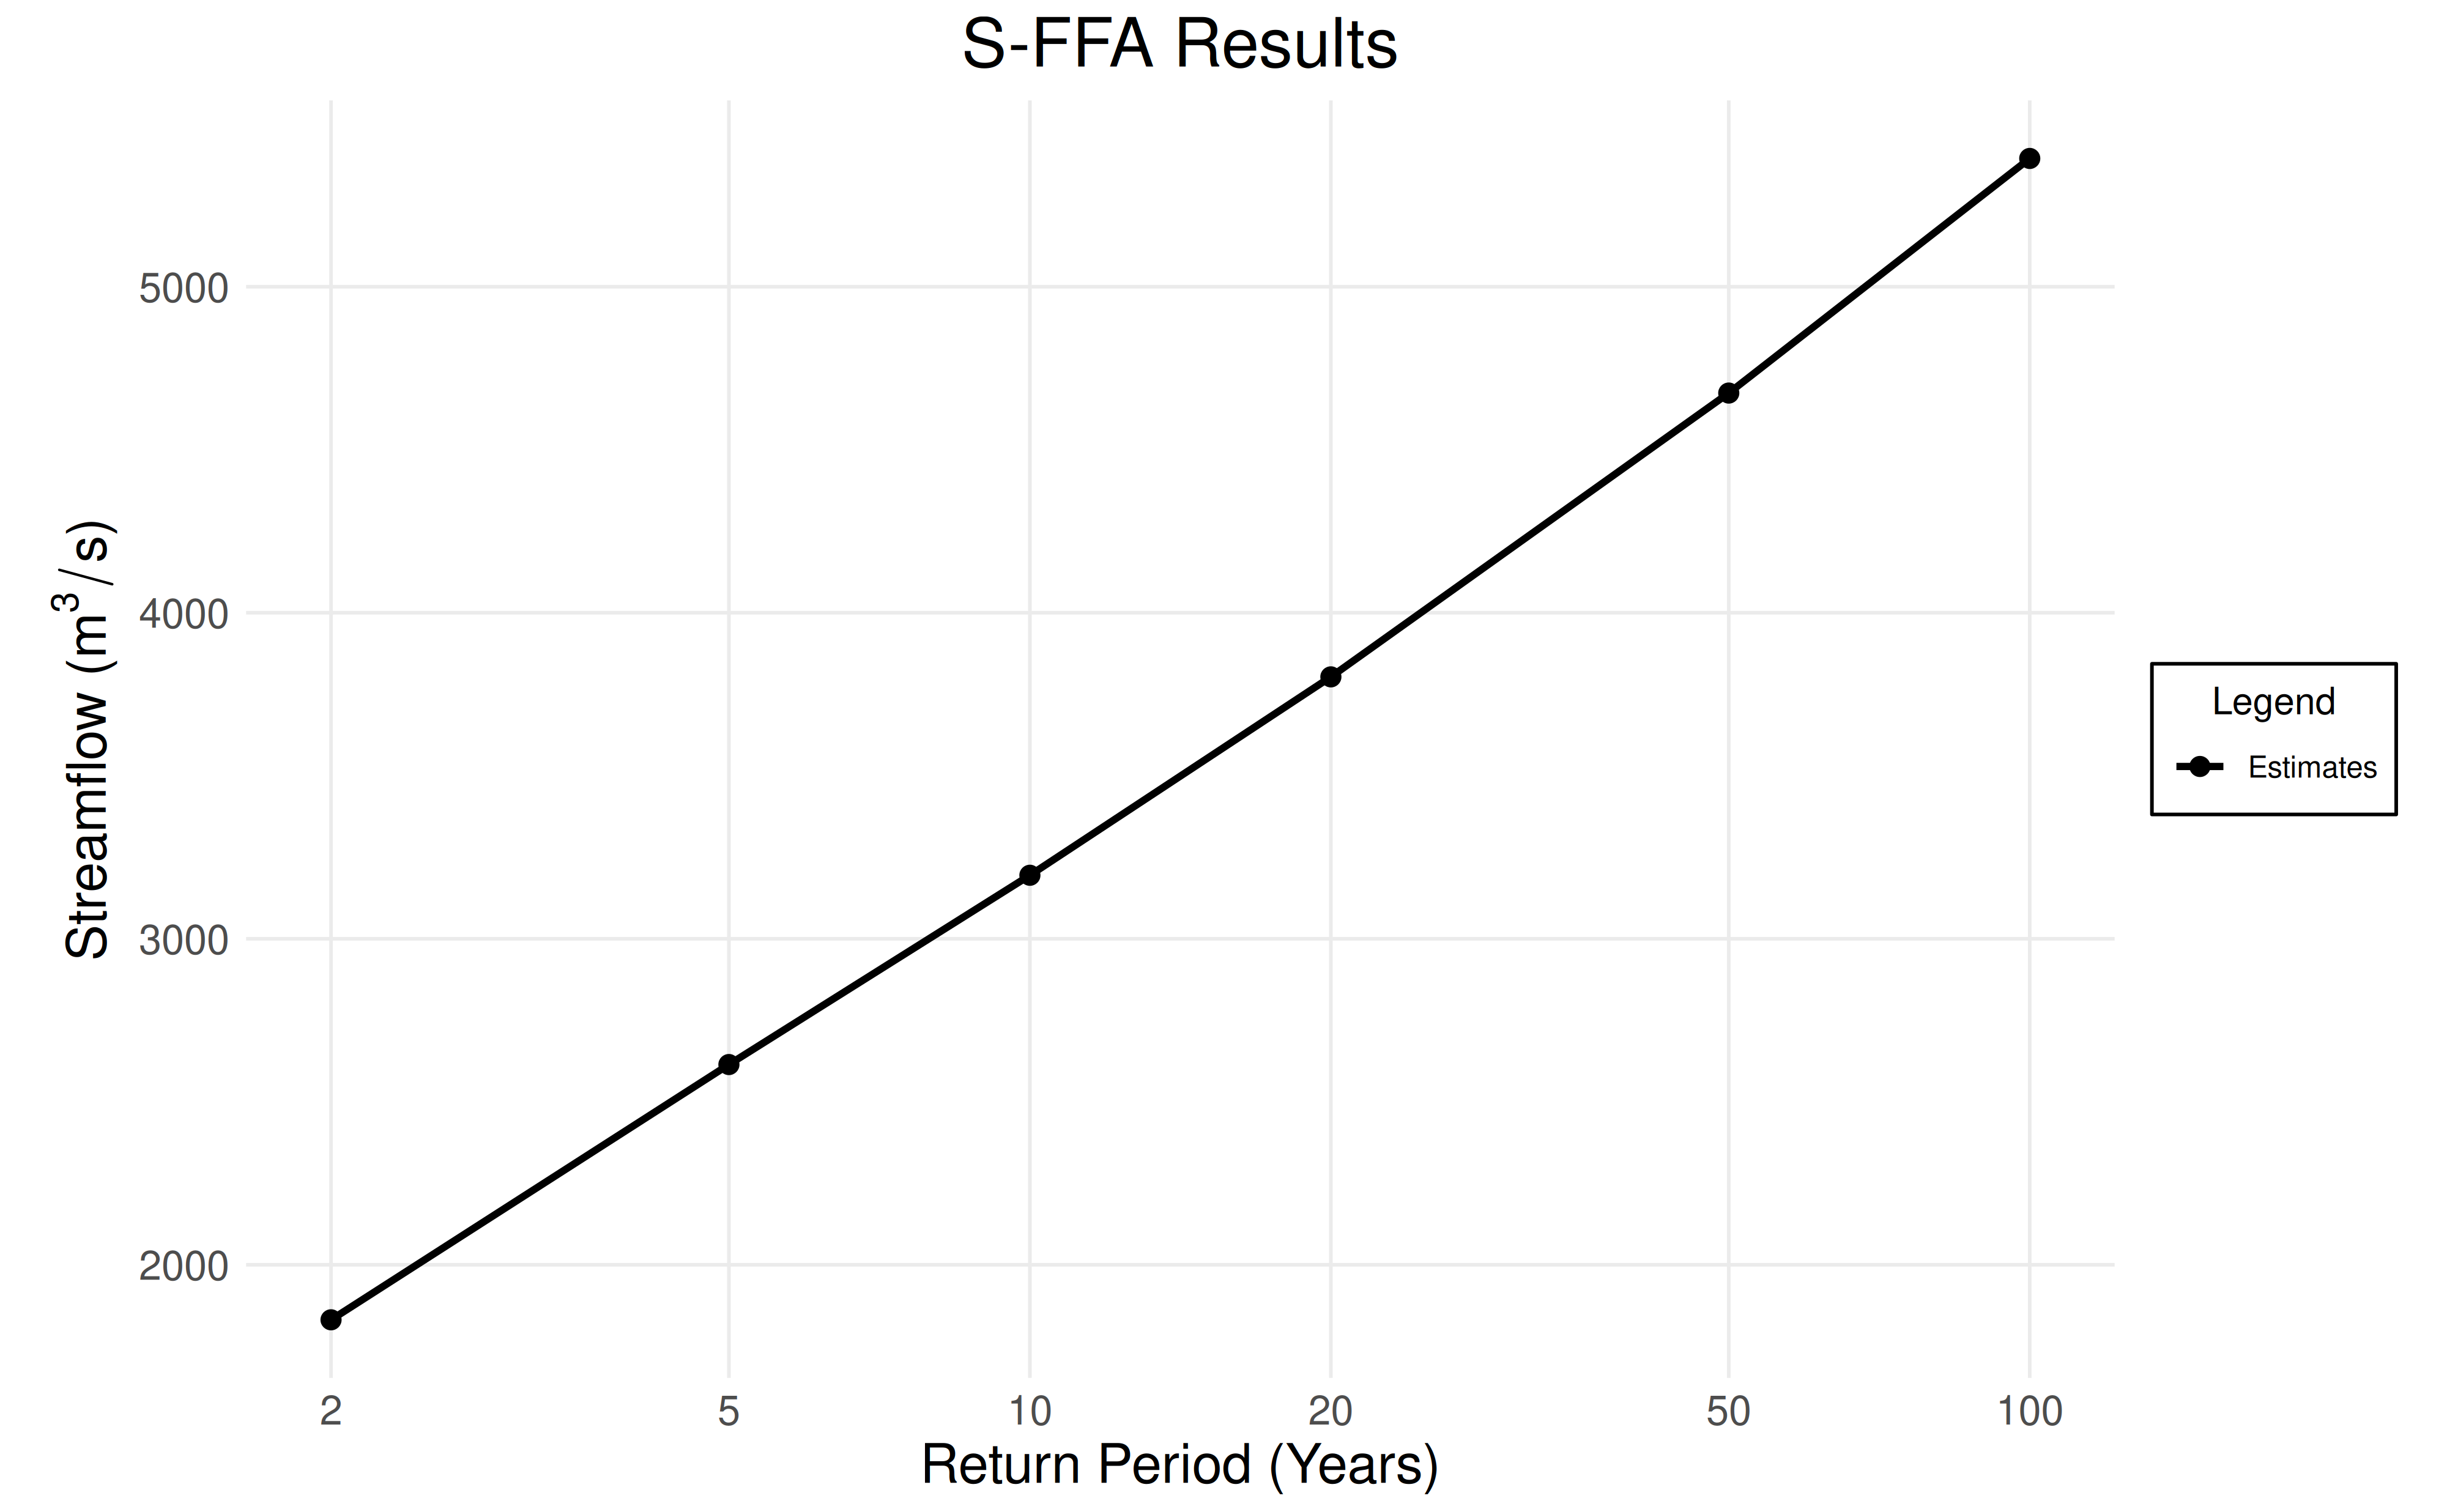 S-FFA Results
Streamflow (m³/s)
5000
4000
3000
2000
2 5 10 20 50 100
Return Period (Years)
Legend
Estimates